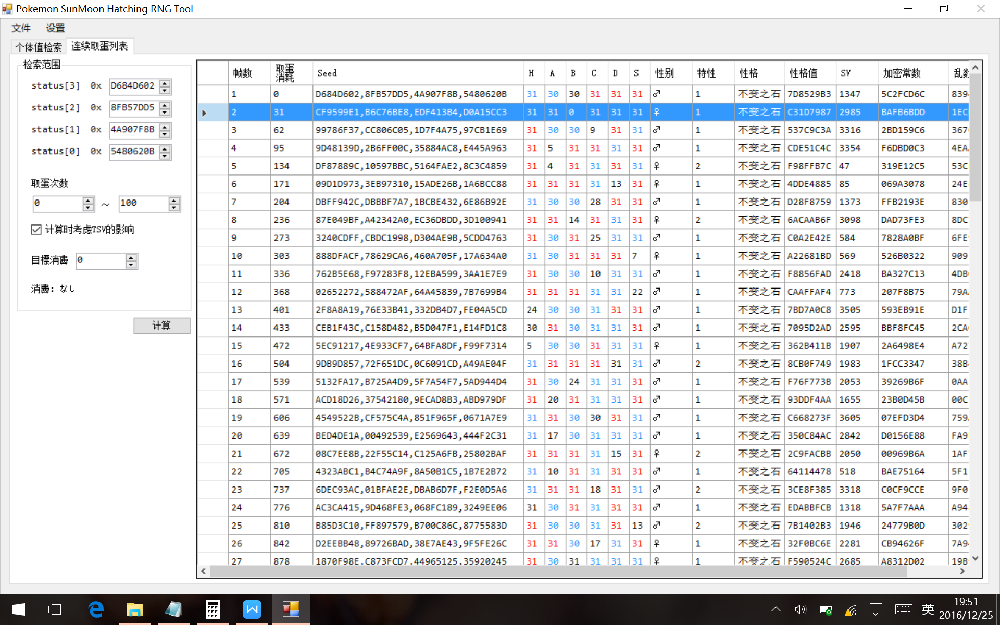 Pokemon SunMoon Hatching RNG Tool
文件 设置
个体值检索 连续取蛋列表
检索范围
status[3] 0x D684D602
status[2] 0x 8FB57DD5
status[1] 0x 4A907F8B
status[0] 0x 5480620B
取蛋次数
0 ~ 100
计算时考虑TSV的影响
目標消费 0
消费: なし
计算
帧数 取蛋消耗 Seed H A B C D S 性别 特性 性格 性格值 SV 加密常数 乱数
1 0 D684D602,8FB57DD5,4A907F8B,5480620B 31 30 30 31 31 31 ♂ 1 不变之石 7D8529B3 1347 5C2FCD6C 839
2 31 CF9599E1,B6C76BE8,EDF413B4,D0A15CC3 31 31 0 31 31 31 ♀ 1 不变之石 C31D7987 2985 BAFB6BDD 1EC
3 62 99786F37,CC806C05,1D7F4A75,97CB1E69 31 30 30 9 31 31 ♂ 1 不变之石 537C9C3A 3316 2BD159C6 367
4 95 9D48139D,2B6FF00C,35884AC8,E445A963 31 5 31 31 31 31 ♂ 1 不变之石 CDE51C4C 3354 F6DBD0C3 4EA
5 134 DF87889C,10597BBC,5164FAE2,8C3C4859 31 4 31 31 31 31 ♀ 2 不变之石 F98FFB7C 47 319E12C5 53C
6 171 09D1D973,3EB97310,15ADE26B,1A6BCC88 31 31 31 31 13 31 ♀ 1 不变之石 4DDE4885 85 069A3078 24E
7 204 DBFF942C,DBBBF7A7,1BCBE432,6E86B92E 31 30 30 28 31 31 ♂ 1 不变之石 D28F8759 1373 FFB2193E 830
8 236 87E049BF,A42342A0,EC36DBDD,3D100941 31 31 14 31 31 31 ♀ 2 不变之石 6ACAAB6F 3098 DAD73FE3 8DC
9 273 3240CDFF,CBDC1998,D304AE9B,5CDD4763 31 30 31 25 31 31 ♂ 1 不变之石 C0A2E42E 584 7828A0BF 6FE
10 303 888DFACF,78629CA6,460A705F,17A634A0 31 30 31 31 31 7 ♀ 1 不变之石 A22681BD 569 526B0322 909
11 336 762B5E68,F97283F8,12EBA599,3AA1E7E9 31 30 30 10 31 31 ♂ 1 不变之石 F8856FAD 2418 BA327C13 4DB
12 368 02652272,588472AF,64A45839,7B7699B4 31 31 31 31 31 22 ♂ 1 不变之石 CAAFFAF4 773 207F8B75 79A
13 401 2F8A8A19,76E33B41,332DB4D7,FE04A5CD 24 30 30 31 31 31 ♂ 1 不变之石 7BD7A0C8 3505 593EB91E D1F
14 433 CEB1F43C,C158D482,B5D047F1,E14FD1C8 30 31 30 31 31 31 ♂ 1 不变之石 7095D2AD 2595 BBF8FC45 2CA
15 472 5EC91217,4E933CF7,64BFA8DF,F99F7314 5 30 30 31 31 31 ♀ 1 不变之石 362B411B 1907 2A6498E4 A72
16 504 9DB9D857,72F651DC,0C6091CD,A49AE04F 31 31 31 31 31 31 ♂ 2 不变之石 8CB0F749 1983 1FCC3347 38B
17 539 5132FA17,B725A4D9,5F7A54F7,5AD944D4 31 30 24 31 31 31 ♂ 1 不变之石 F76F773B 2053 39269B6F 0AA
18 571 ACD18D26,37542180,9ECAD8B3,ABD979DF 31 20 31 31 31 31 ♂ 1 不变之石 93DDF4AA 1655 23B0D45B 00C
19 606 4549522B,CF575C4A,851F965F,0671A7E9 31 31 30 30 31 31 ♂ 1 不变之石 C668273F 3605 07EFD3D4 759
20 639 BED4DE1A,00492539,E2569643,444F2C31 31 17 30 31 31 31 ♂ 1 不变之石 350C84AC 2842 D0156E88 FA9
21 672 08C7EE8B,22F55C14,C125A6FB,25802BAF 31 31 31 31 15 31 ♀ 2 不变之石 2C9FACBB 2050 00969B6A 1AF
22 705 4323ABC1,B4C74A9F,8A50B1C5,1B7E2B72 31 10 31 31 31 31 ♂ 1 不变之石 64114478 518 BAE75164 5F1
23 737 6DEC93AC,01BFAE2E,DBAB6D7F,F2E0D5A6 31 31 31 18 31 31 ♂ 2 不变之石 3CE8F385 3318 C0CF9CCE 9F0
24 776 AC3CA415,9D468FE3,068FC189,3249EE06 31 30 31 31 31 31 ♂ 1 不变之石 EDABBFCB 1318 5A7F7AAA A94
25 810 B85D3C10,FF897579,B700C86C,8775583D 31 30 30 31 31 13 ♂ 2 不变之石 7B1402B3 1946 24779B0D 302
26 842 D2EEBB48,89726BAD,38E7AE43,9F5FE26C 31 31 30 17 31 31 ♀ 1 不变之石 32F0BC6E 2281 CB94626F 7A9
27 878 1870F98E,C873FCD7,44965125,35920245 31 30 31 31 31 31 ♀ 1 不变之石 F590524C 2685 A8312D02 19B
英 19:51
2016/12/25